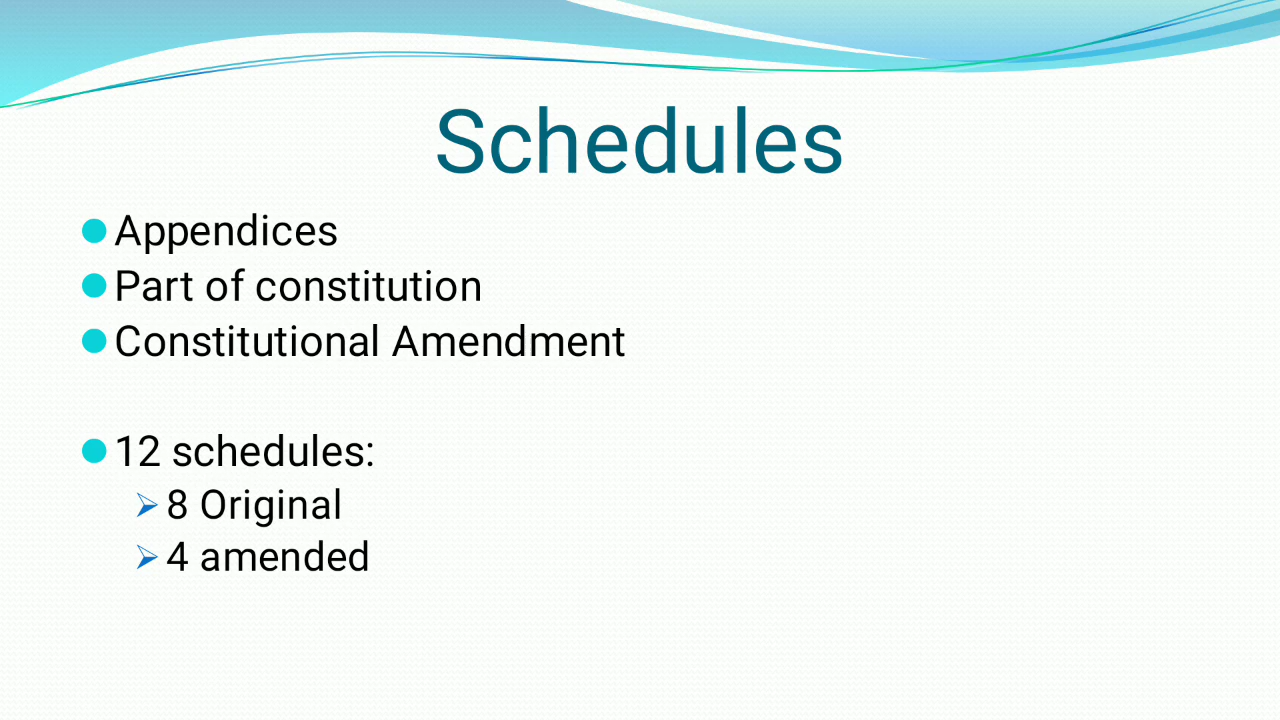 Schedules
Appendices
Part of constitution
Constitutional Amendment
12 schedules:
8 Original
4 amended